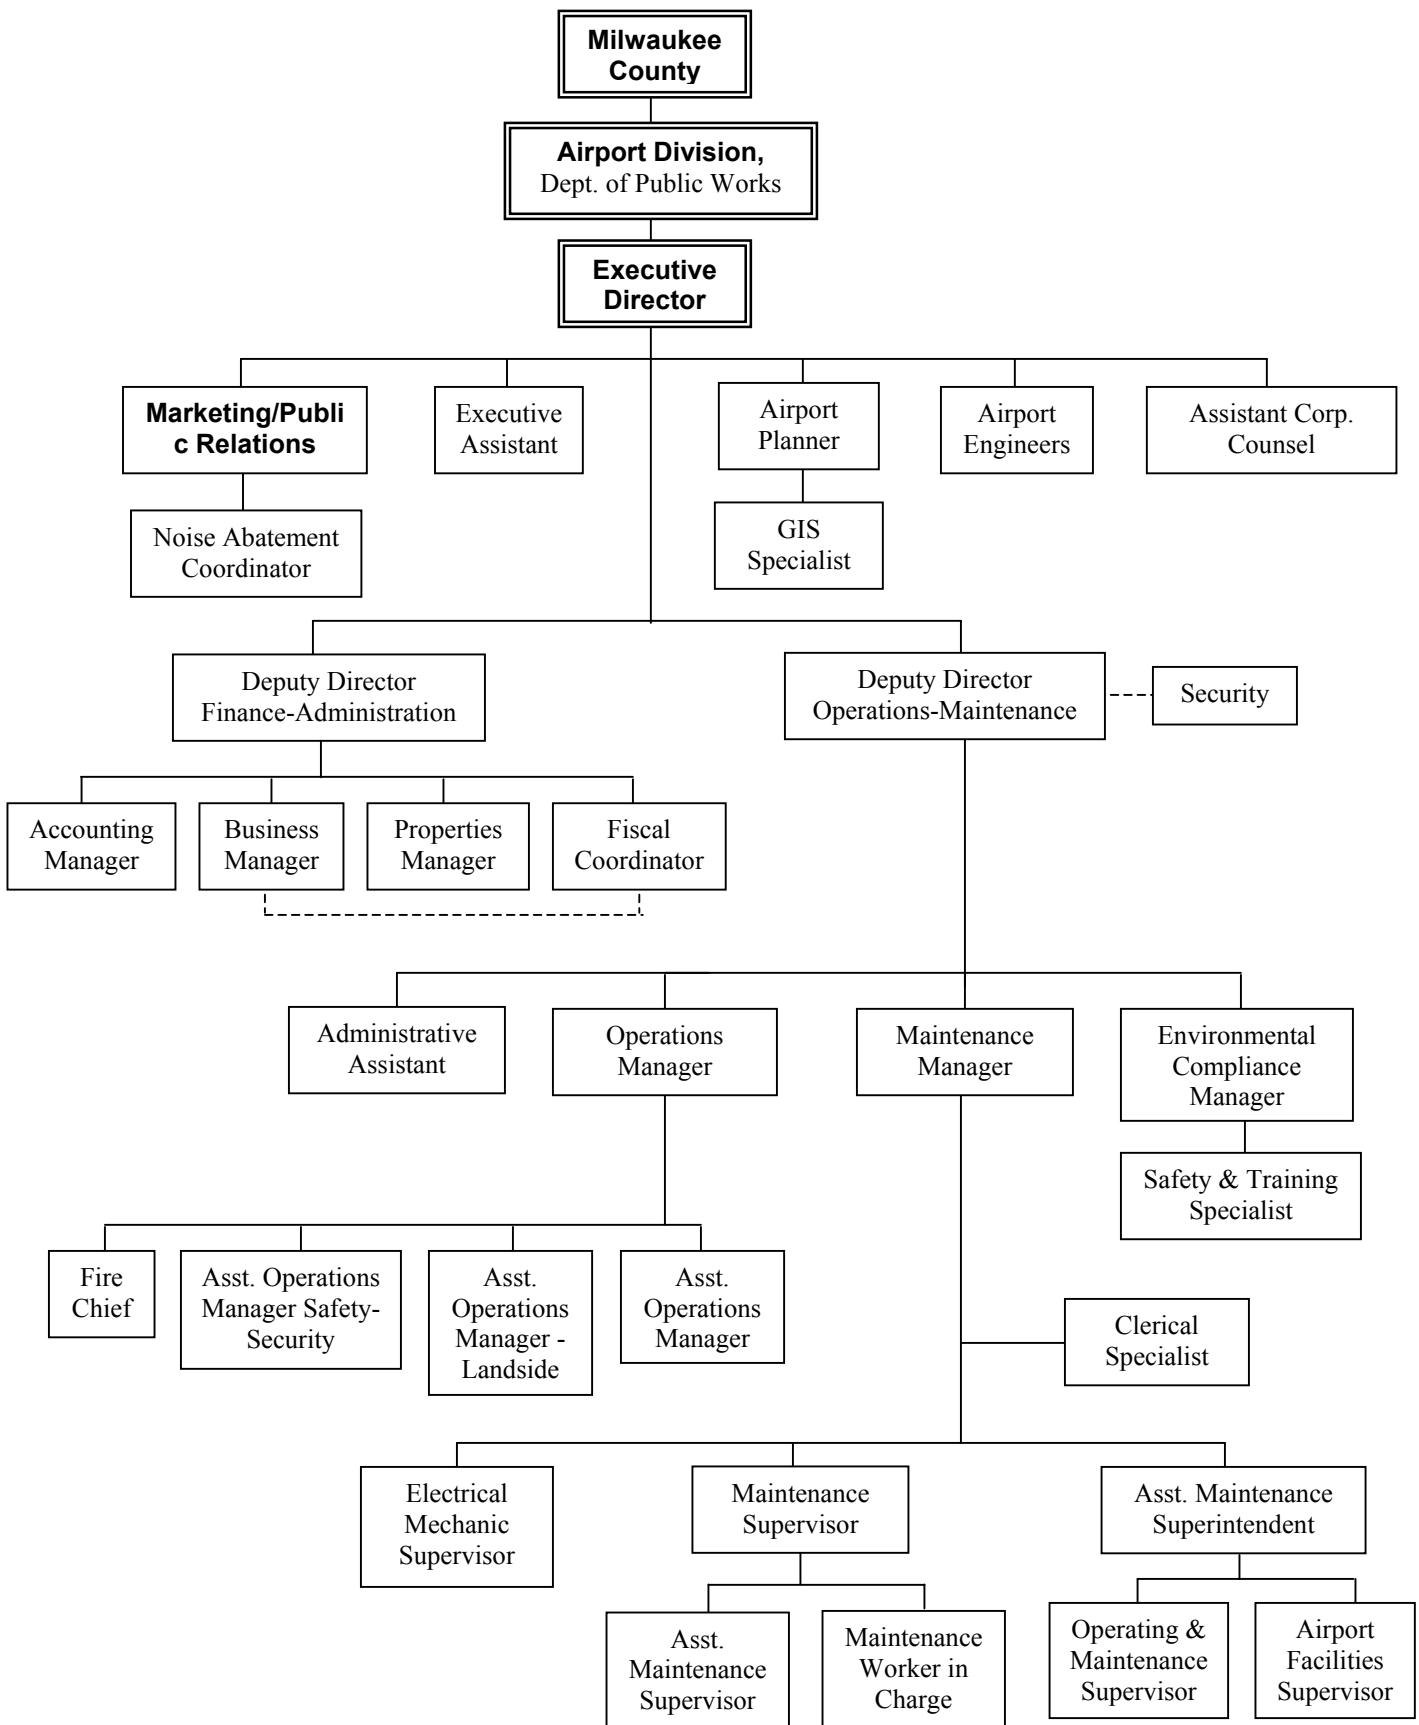 Milwaukee
County
Airport Division,
Dept. of Public Works
Executive
Director
Marketing/Publi
c Relations
Executive
Assistant
Airport
Planner
Airport
Engineers
Assistant Corp.
Counsel
Noise Abatement
Coordinator
GIS
Specialist
Deputy Director
Finance-Administration
Deputy Director
Operations-Maintenance
Security
Accounting
Manager
Business
Manager
Properties
Manager
Fiscal
Coordinator
Administrative
Assistant
Operations
Manager
Maintenance
Manager
Environmental
Compliance
Manager
Safety & Training
Specialist
Fire
Chief
Asst. Operations
Manager Safety-
Security
Asst.
Operations
Manager -
Landside
Asst.
Operations
Manager
Clerical
Specialist
Electrical
Mechanic
Supervisor
Maintenance
Supervisor
Asst. Maintenance
Superintendent
Asst.
Maintenance
Supervisor
Maintenance
Worker in
Charge
Operating &
Maintenance
Supervisor
Airport
Facilities
Supervisor